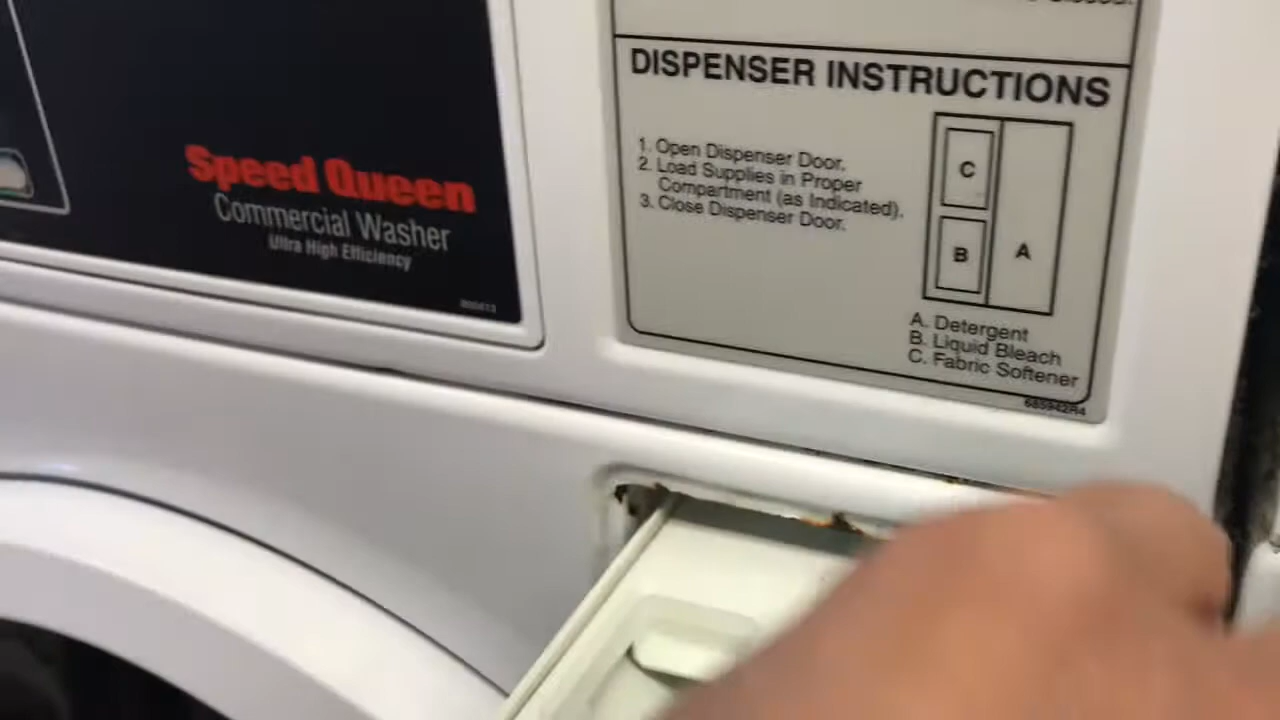 Speed Queen
Commercial Washer
Ultra High Efficiency
DISPENSER INSTRUCTIONS
1. Open Dispenser Door.
2. Load Supplies in Proper
Compartment (as Indicated).
3. Close Dispenser Door.
C
B
A
A. Detergent
B. Liquid Bleach
C. Fabric Softener
685942R4